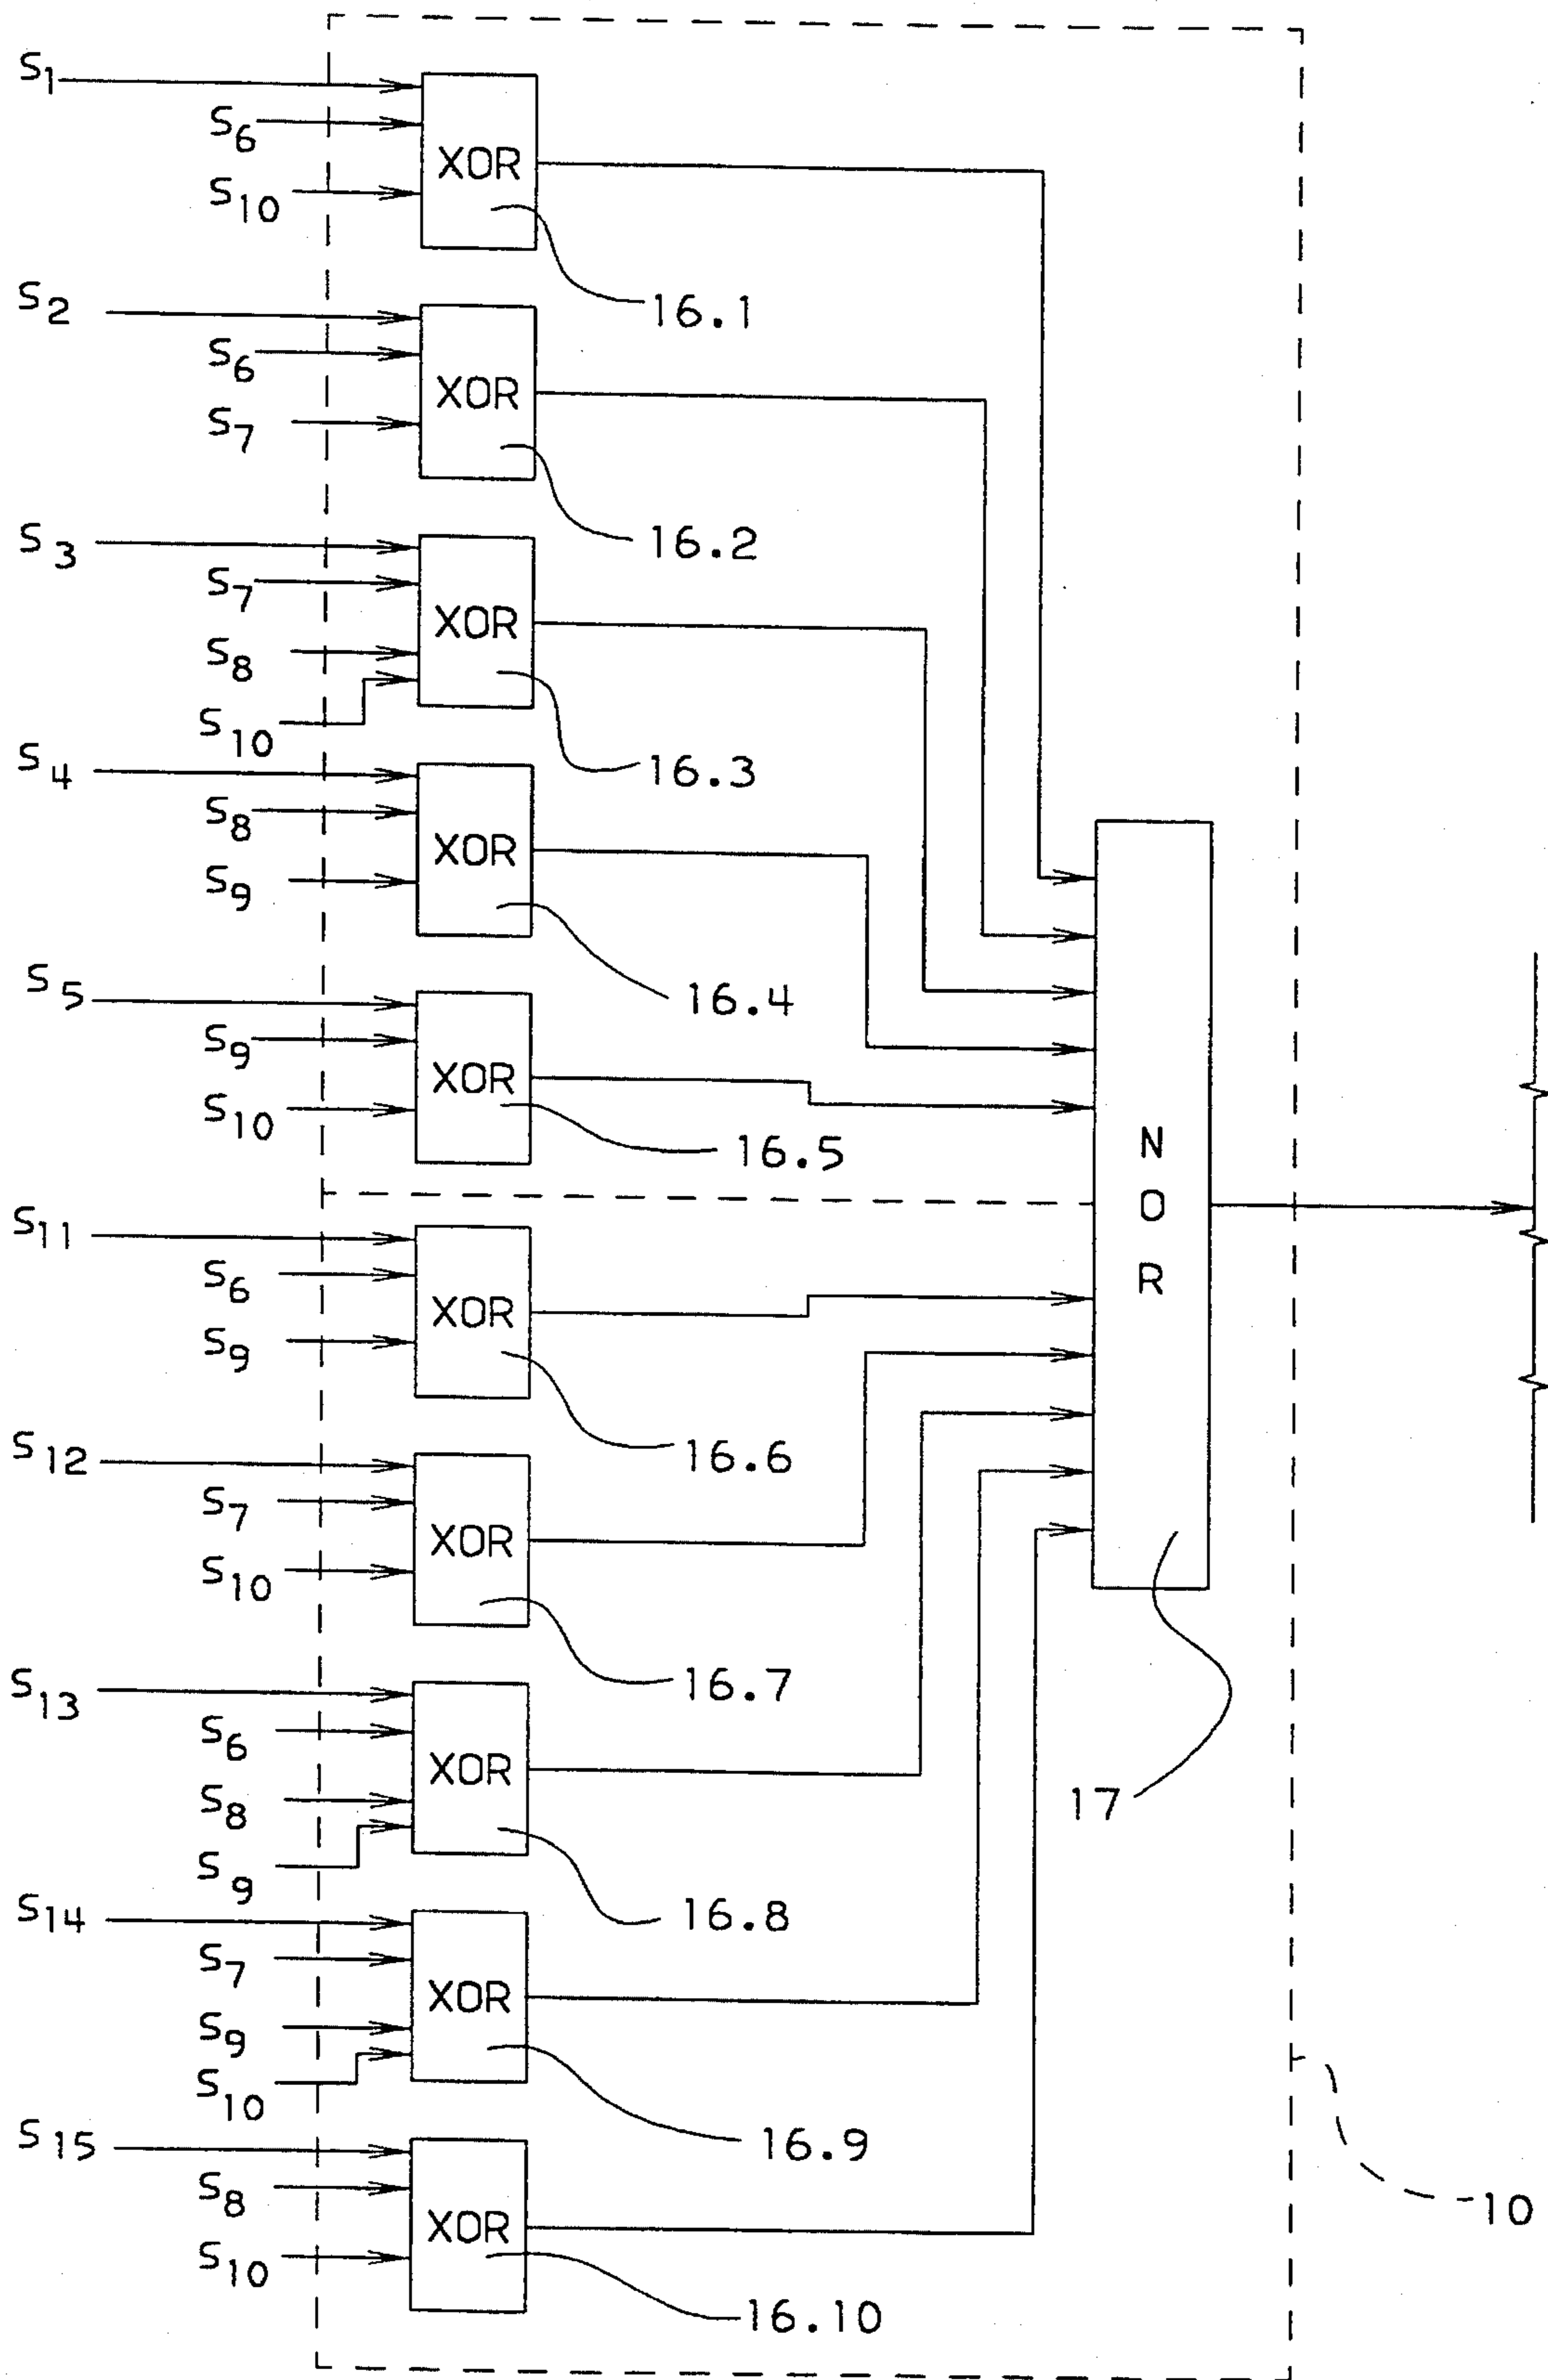 S1
S6
XOR
S10
16.1
S2
S6
XOR
S7
16.2
S3
S7
XOR
S8
S10
16.3
S4
S8
XOR
S9
16.4
S5
S9
XOR
S10
16.5
N
O
R
S11
S6
XOR
S9
16.6
S12
S7
XOR
S10
16.7
S13
S6
XOR
S8
17
S9
16.8
S14
S7
XOR
S9
S10
16.9
S15
S8
10
XOR
S10
16.10